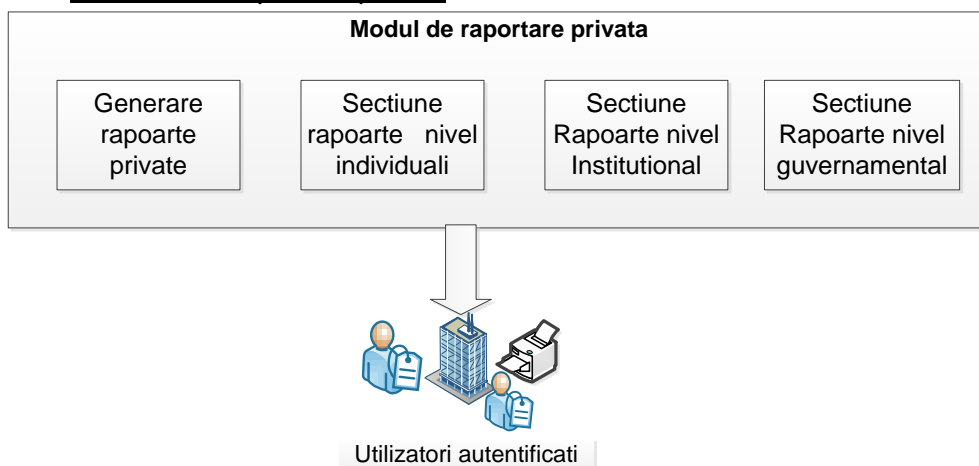 Modul de raportare privata
Generare
rapoarte
private
Sectiune
rapoarte nivel
individuali
Sectiune
Rapoarte nivel
Institutional
Sectiune
Rapoarte nivel
guvernamental
Utilizatori autentificati